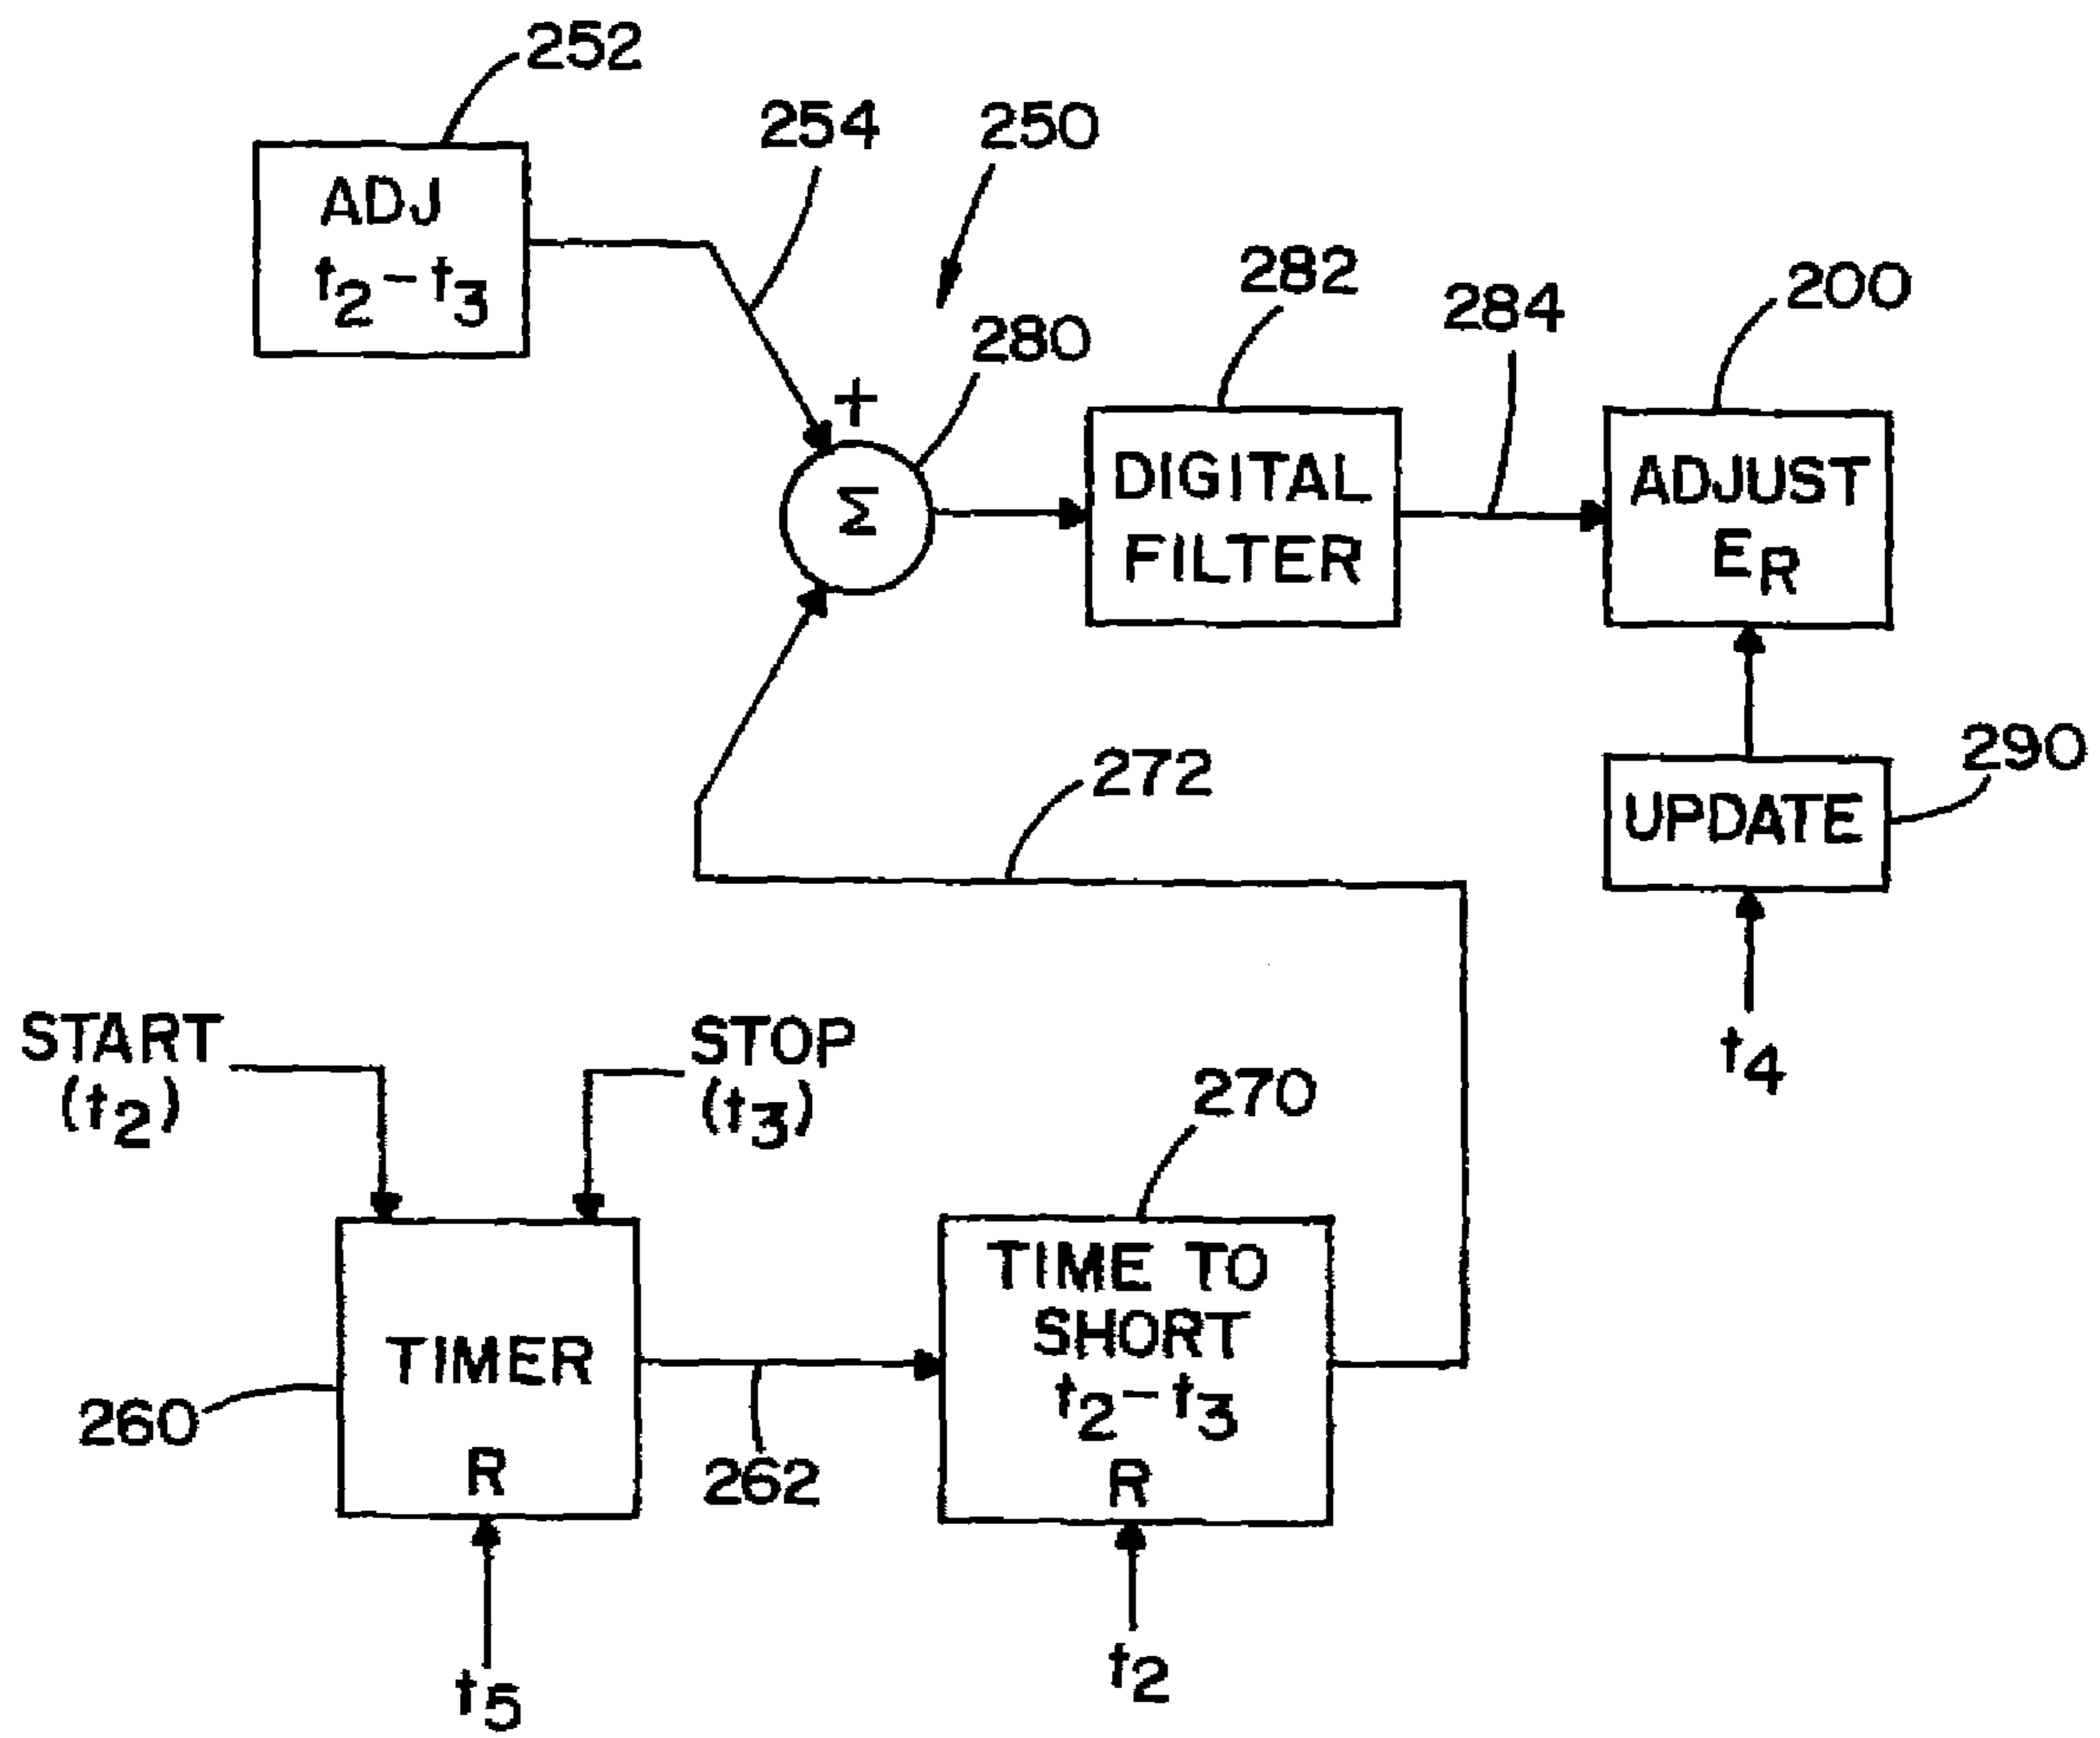 252
254
250
ADJ
t2-t3
282
284
200
280
+
Σ
DIGITAL
FILTER
ADJUST
ER
272
290
UPDATE
START
(t2)
STOP
(t3)
t4
270
TIME TO
SHORT
t2-t3
R
TIMER
R
260
262
t5
t2